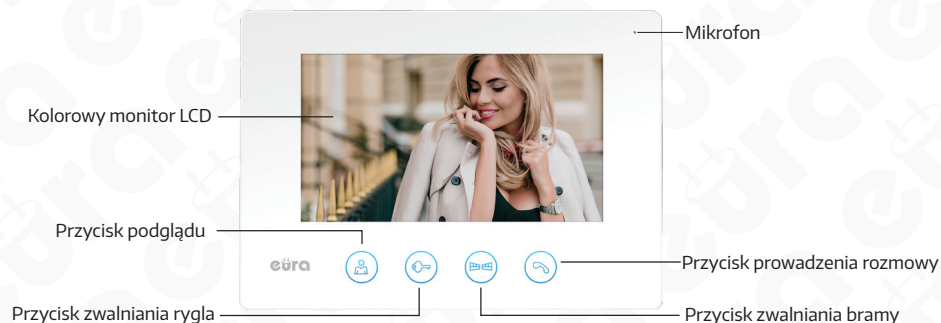 Mikrofon
Kolorowy monitor LCD
Przycisk podglądu
eura
Przycisk prowadzenia rozmowy
Przycisk zwalniania rygla
Przycisk zwalniania bramy